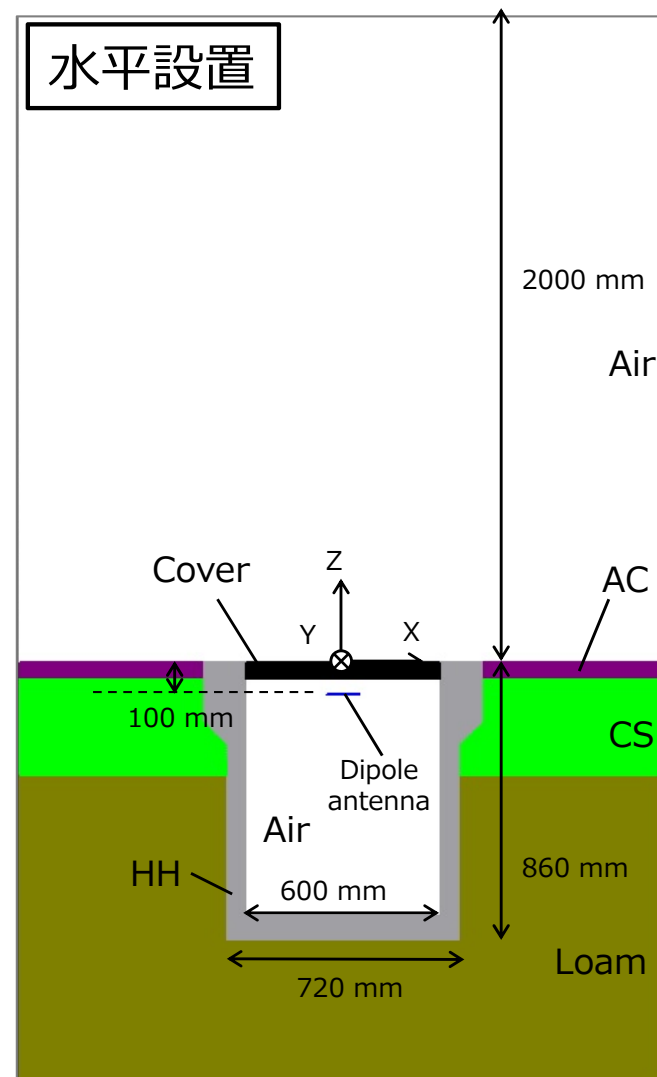 水平設置
2000 mm
Air
Z
Cover
AC
Y
X
100 mm
CS
Dipole
antenna
Air
860 mm
HH
600 mm
Loam
720 mm